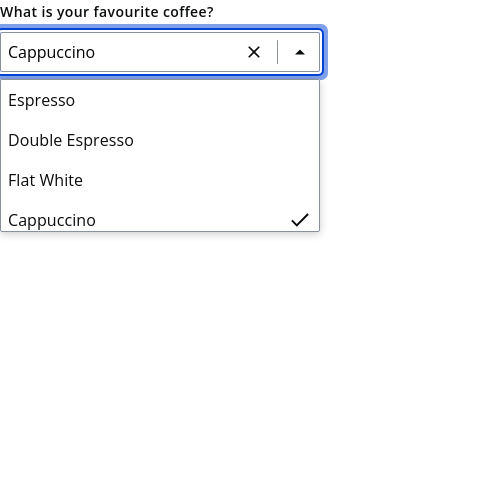 What is your favourite coffee?
Cappuccino
Espresso
Double Espresso
Flat White
Cappuccino